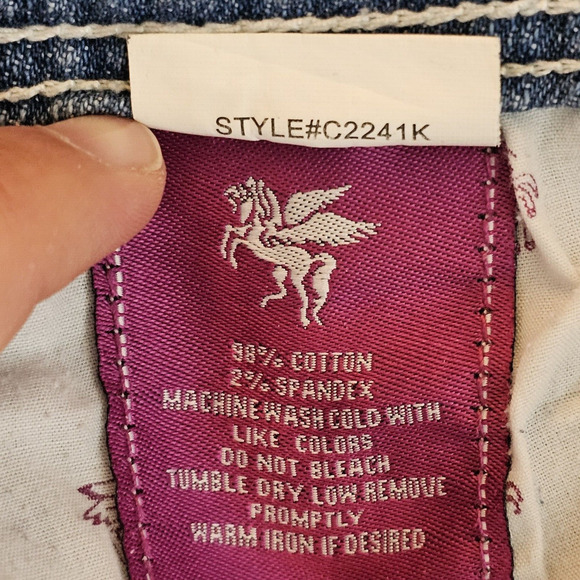 STYLE#C2241K
98% COTTON
2% SPANDEX
MACHINE WASH COLD WITH
LIKE COLORS
DO NOT BLEACH
TUMBLE DRY LOW. REMOVE
PROMPTLY
WARM IRON IF DESIRED